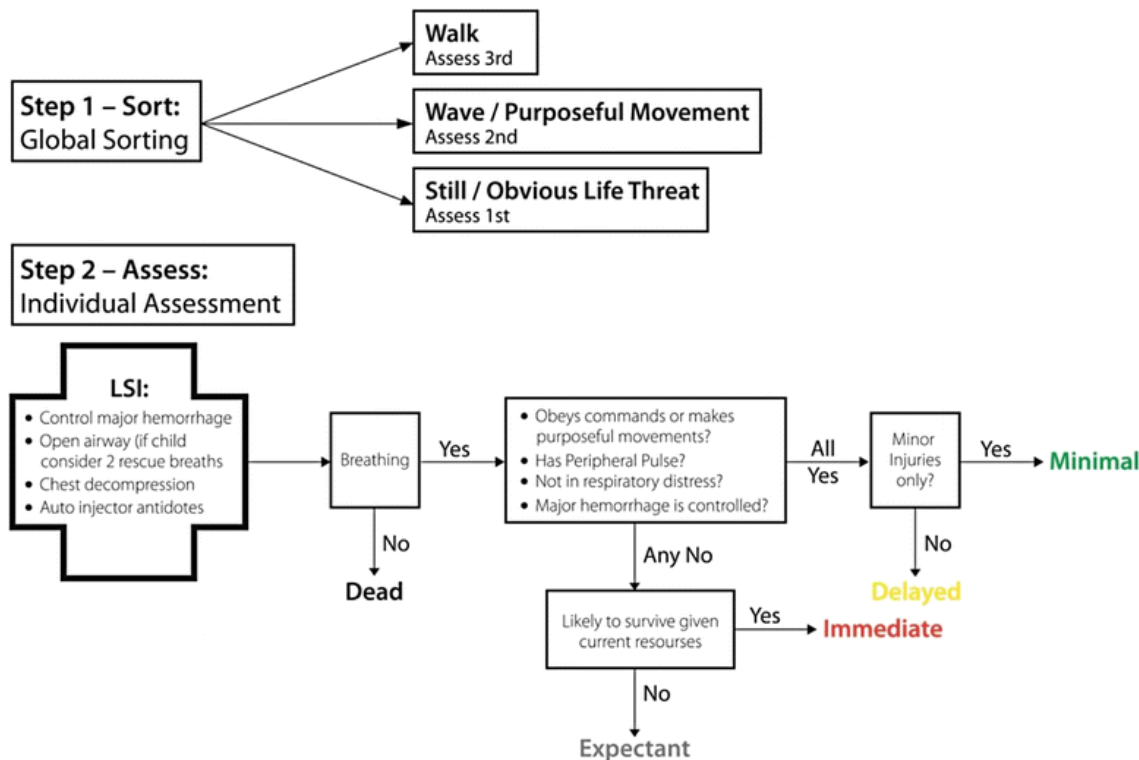 Walk
Assess 3rd
Step 1 – Sort:
Global Sorting
Wave / Purposeful Movement
Assess 2nd
Still / Obvious Life Threat
Assess 1st
Step 2 – Assess:
Individual Assessment
LSI:
• Control major hemorrhage
• Open airway (if child
consider 2 rescue breaths
• Chest decompression
• Auto injector antidotes
Breathing
Yes
No
Dead
• Obeys commands or makes
purposeful movements?
• Has Peripheral Pulse?
• Not in respiratory distress?
• Major hemorrhage is controlled?
All
Yes
Minor
Injuries
only?
Yes
Minimal
No
Delayed
Any No
Likely to survive given
current resourses
Yes
Immediate
No
Expectant